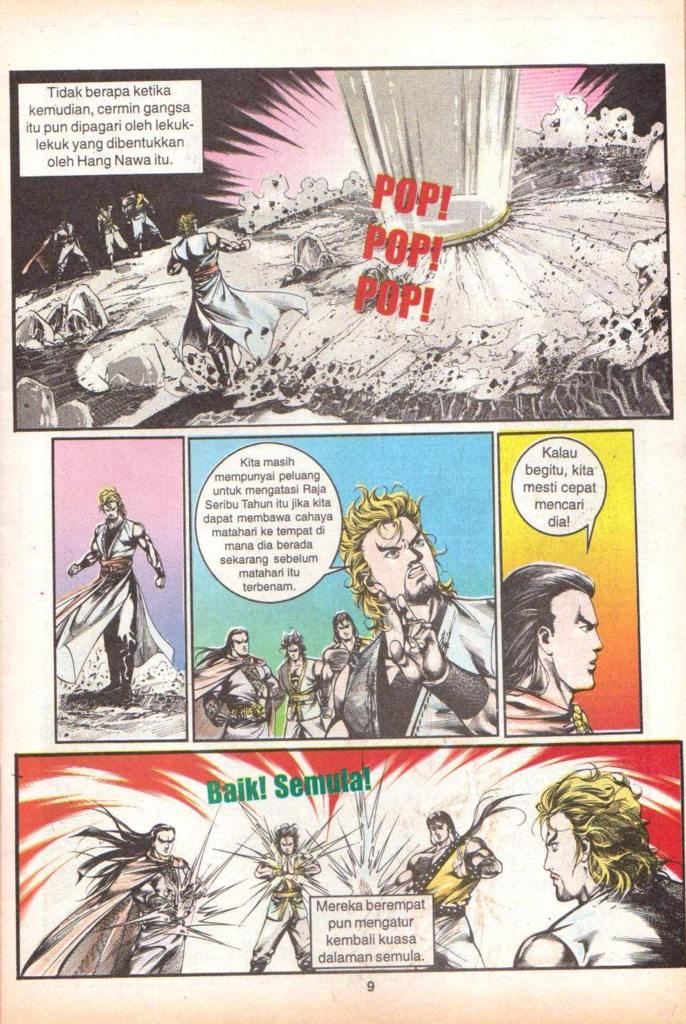 Tidak berapa ketika
kemudian, cermin gangsa
itu pun dipagari oleh lekuk-
lekuk yang dibentukkan
oleh Hang Nawa itu.
POP!
POP!
POP!
Kita masih
mempunyai peluang
untuk mengatasi Raja
Seribu Tahun itu jika kita
dapat membawa cahaya
matahari ke tempat di
mana dia berada
sekarang sebelum
matahari itu
terbenam.
Kalau
begitu, kita
mesti cepat
mencari
dia!
Baik! Semula!
Mereka berempat
pun mengatur
kembali kuasa
dalaman semula.
9